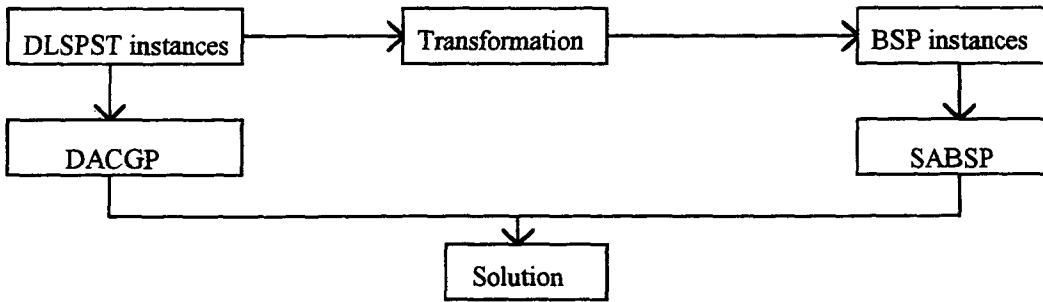 DLSPST instances
Transformation
BSP instances
DACGP
SABSP
Solution